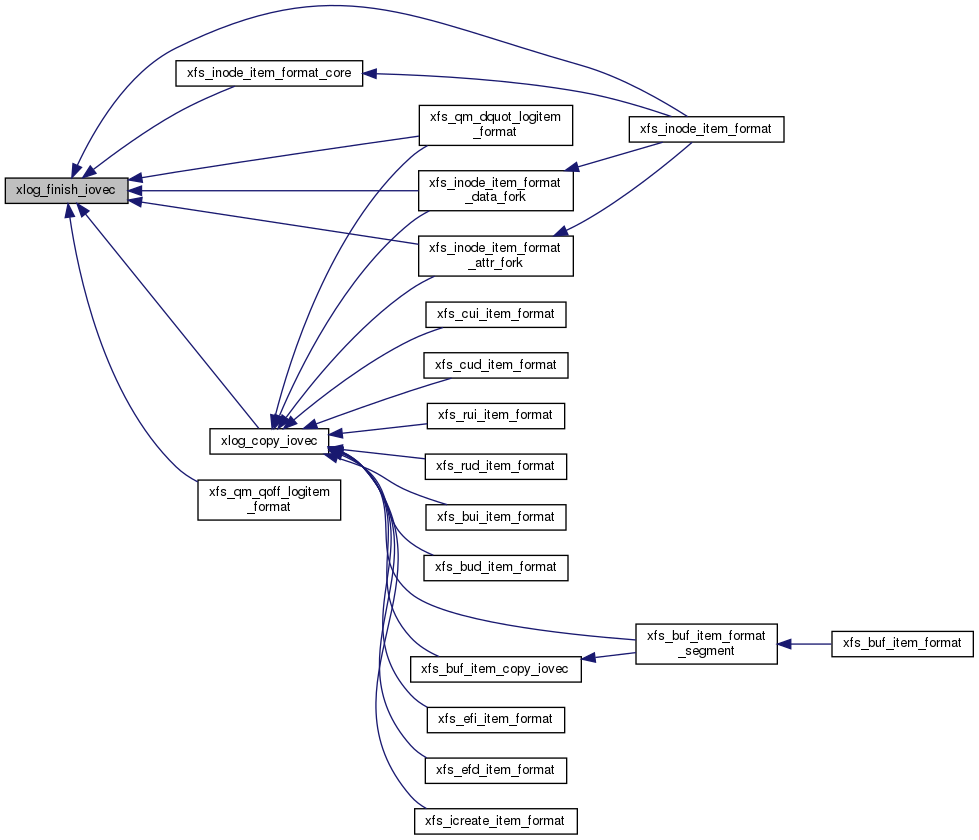 xfs_inode_item_format_core
xfs_qm_dquot_logitem
_format
xfs_inode_item_format
xlog_finish_iovec
xfs_inode_item_format
_data_fork
xfs_inode_item_format
_attr_fork
xfs_cui_item_format
xfs_cud_item_format
xfs_rui_item_format
xlog_copy_iovec
xfs_rud_item_format
xfs_qm_qoff_logitem
_format
xfs_bui_item_format
xfs_bud_item_format
xfs_buf_item_format
_segment
xfs_buf_item_format
xfs_buf_item_copy_iovec
xfs_efi_item_format
xfs_efd_item_format
xfs_icreate_item_format